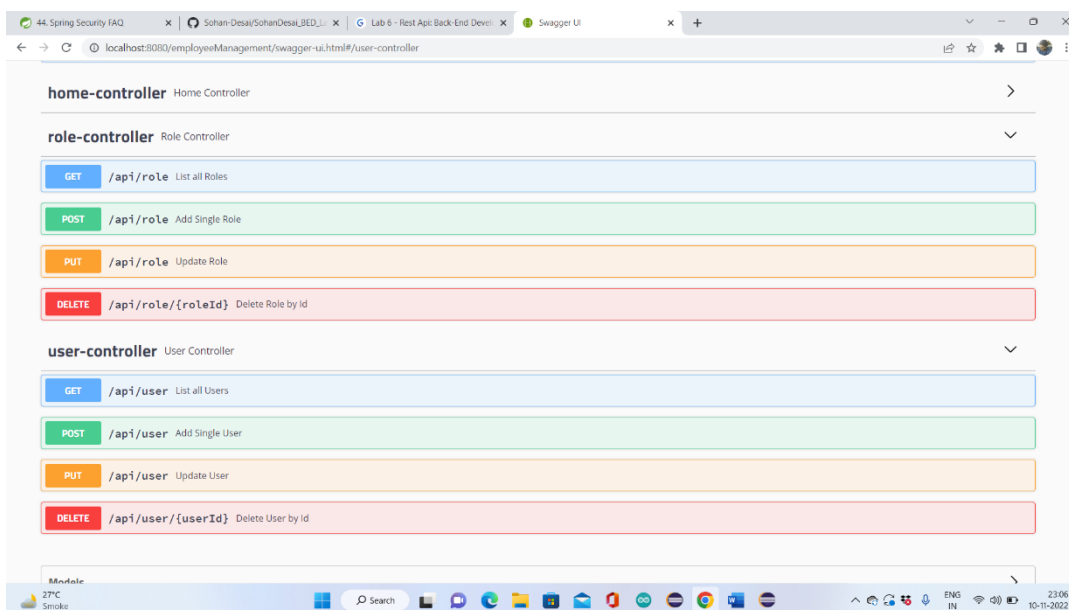 44. Spring Security FAQ
Sohan-Desai/SohanDesai_BED_La
Lab 6 - Rest Api: Back-End Develo
Swagger UI
localhost:8080/employeeManagement/swagger-ui.html#/user-controller
home-controller Home Controller
role-controller Role Controller
GET /api/role List all Roles
POST /api/role Add Single Role
PUT /api/role Update Role
DELETE /api/role/{roleId} Delete Role by Id
user-controller User Controller
GET /api/user List all Users
POST /api/user Add Single User
PUT /api/user Update User
DELETE /api/user/{userId} Delete User by Id
Models
27°C
Smoke
Search
ENG
IN
23:06
10-11-2022